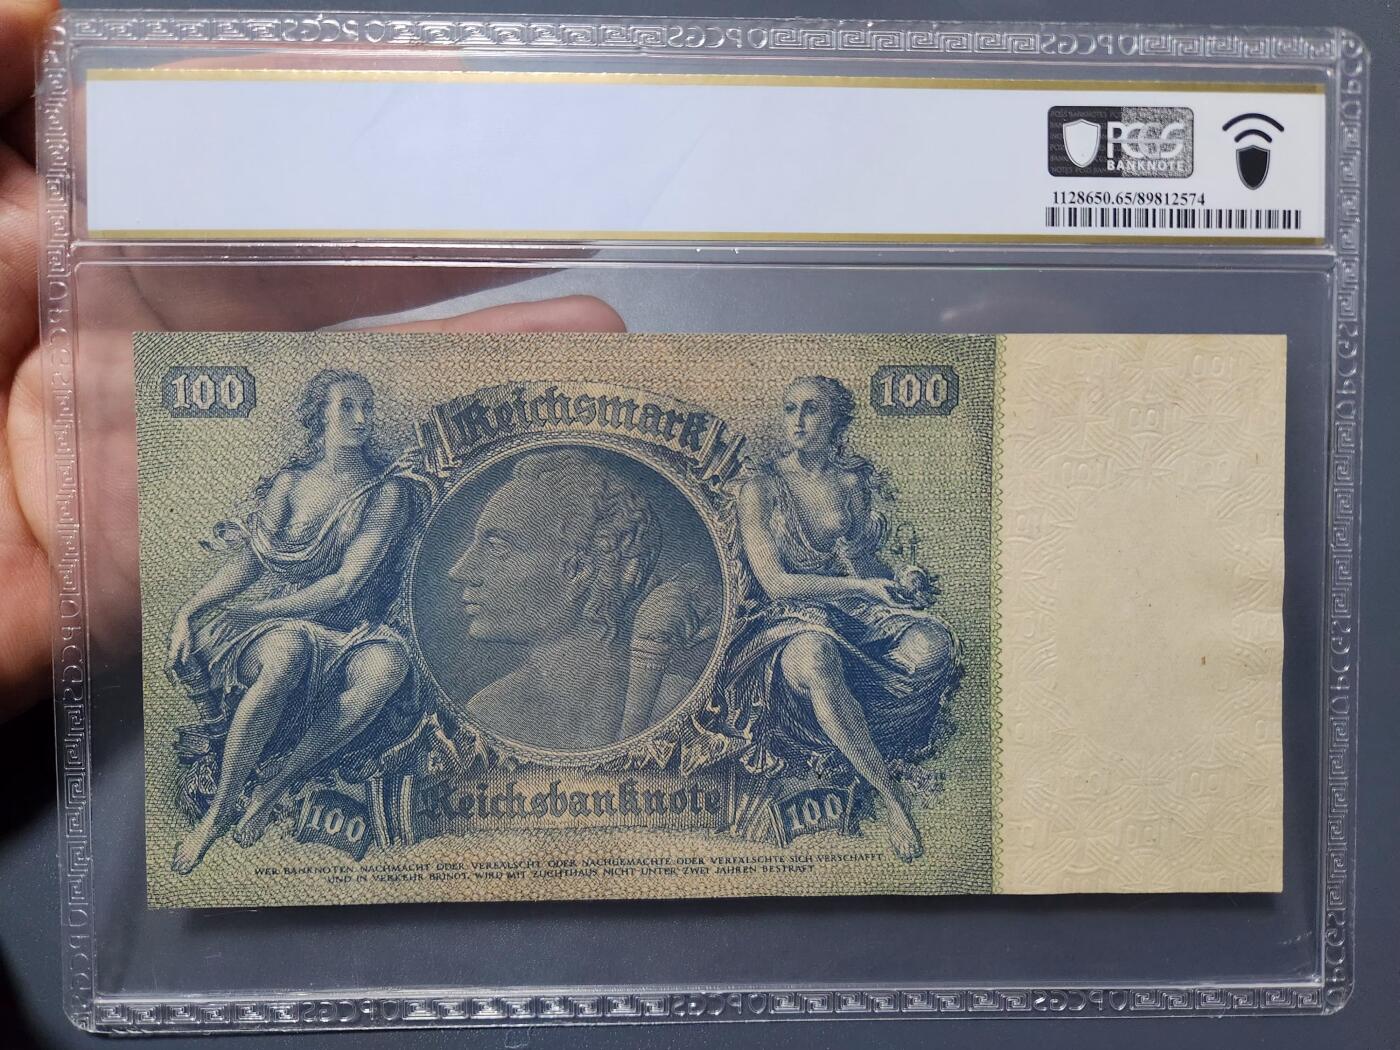 PCGS
BANKNOTE
1128650.65/89812574
100
Reichsmark
100
Reichsbanknote
100
100
WER BANKNOTEN NACHMACHT ODER VERFÄLSCHT ODER NACHGEMACHTE ODER VERFÄLSCHTE SICH VERSCHAFFT
UND IN VERKEHR BRINGT, WIRD MIT ZUCHTHAUS NICHT UNTER ZWEI JAHREN BESTRAFT